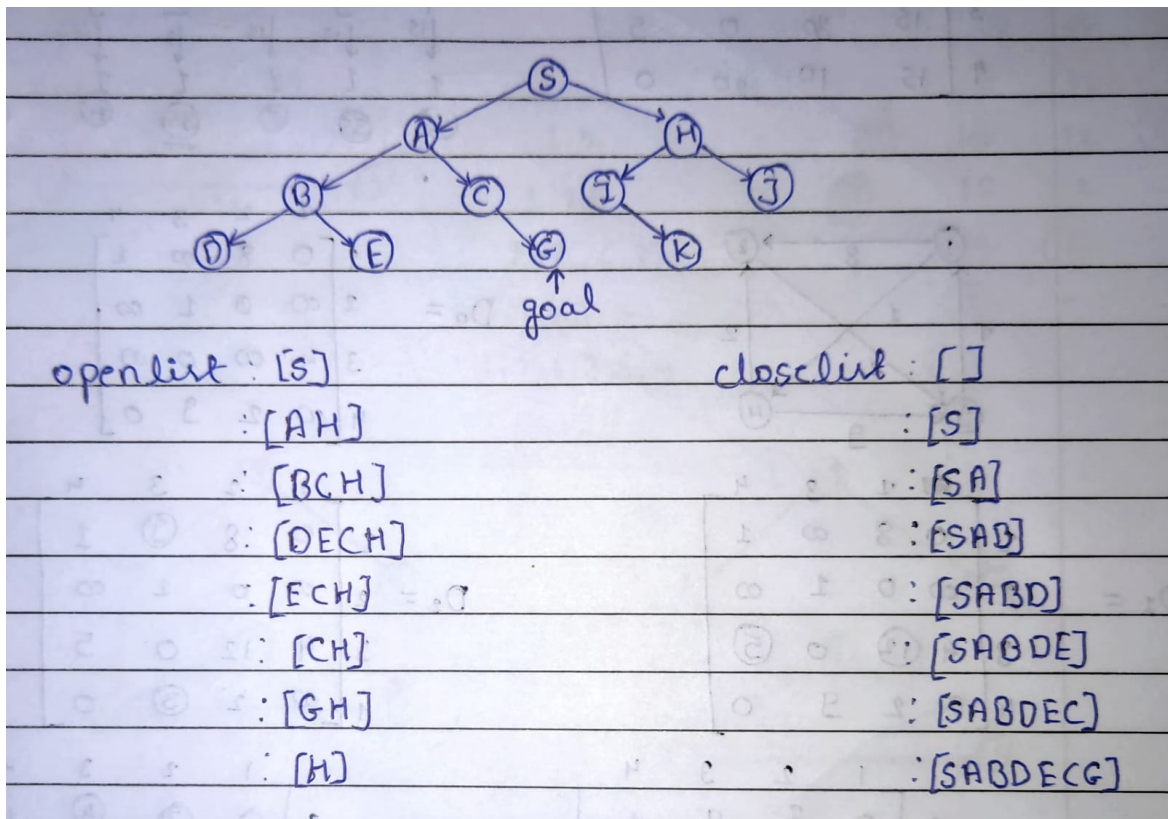 S
A H
B C I J
D E G K
goal
openlist : [S] closelist : [ ]
: [AH] : [S]
: [BCH] : [SA]
: [DECH] : [SAB]
: [ECH] : [SABD]
: [CH] : [SABDE]
: [GH] : [SABDEC]
: [H] : [SABDECG]